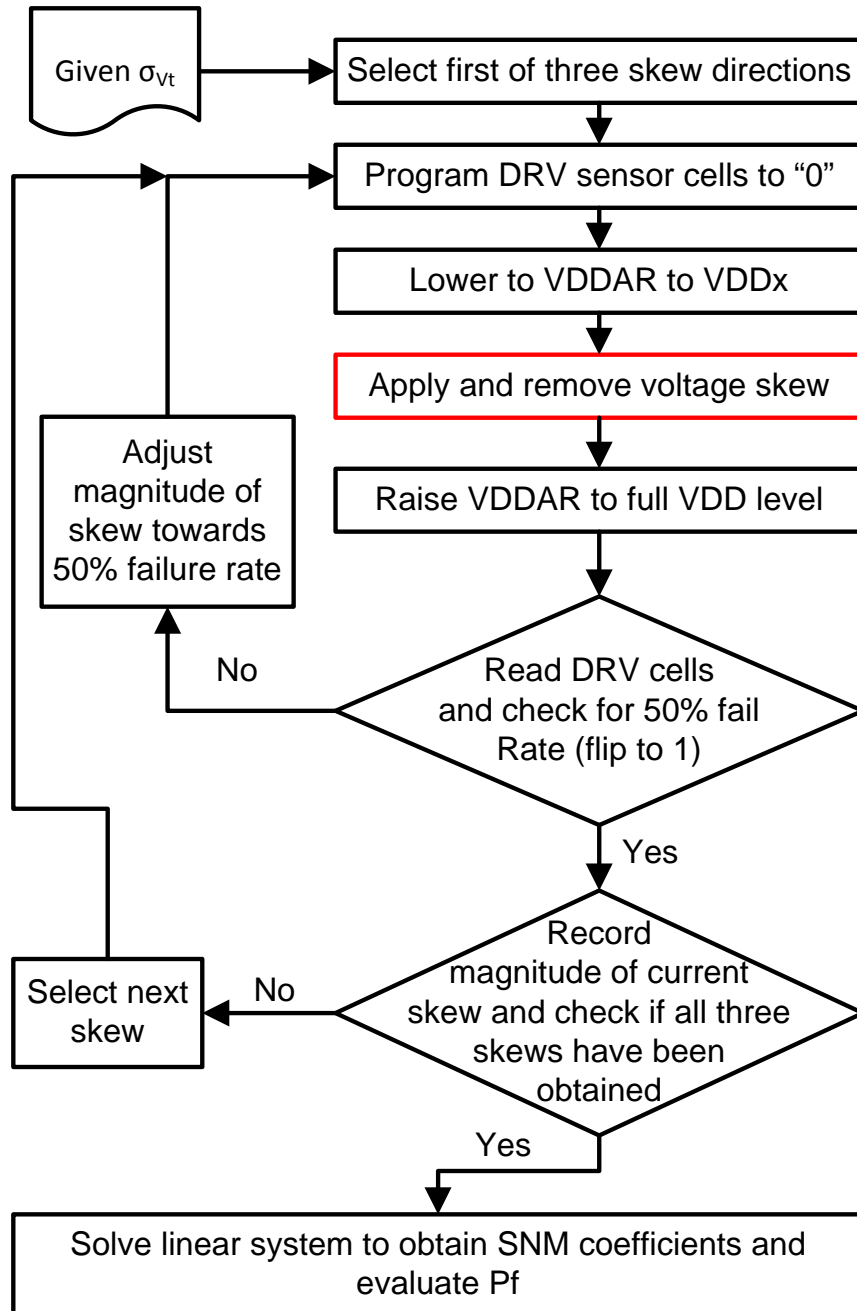 Given σVt
Select first of three skew directions
Program DRV sensor cells to “0”
Lower to VDDAR to VDDx
Apply and remove voltage skew
Adjust
magnitude of
skew towards
50% failure rate
Raise VDDAR to full VDD level
No
Read DRV cells
and check for 50% fail
Rate (flip to 1)
Yes
Record
magnitude of current
skew and check if all three
skews have been
obtained
No
Select next
skew
Yes
Solve linear system to obtain SNM coefficients and
evaluate Pf